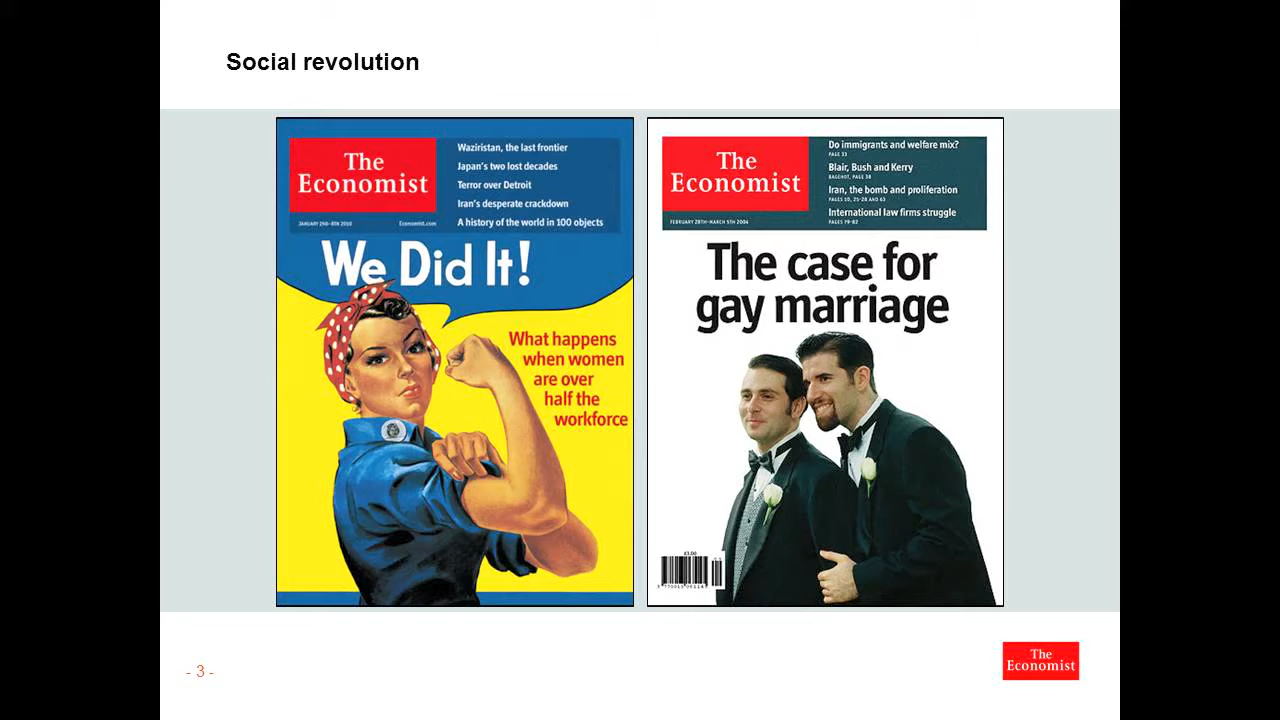 Social revolution
The
Economist
Waziristan, the last frontier
Japan's two lost decades
Terror over Detroit
Iran's desperate crackdown
A history of the world in 100 objects
JANUARY 2ND-8TH 2010
Economist.com
We Did It!
What happens
when women
are over
half the
workforce
The
Economist
Do immigrants and welfare mix?
PAGE 33
Blair, Bush and Kerry
BAGEHOT, PAGE 38
Iran, the bomb and proliferation
PAGES 10, 25-28 AND 63
International law firms struggle
PAGES 79-82
FEBRUARY 28TH-MARCH 5TH 2004
The case for
gay marriage
£3.00
- 3 -
The
Economist